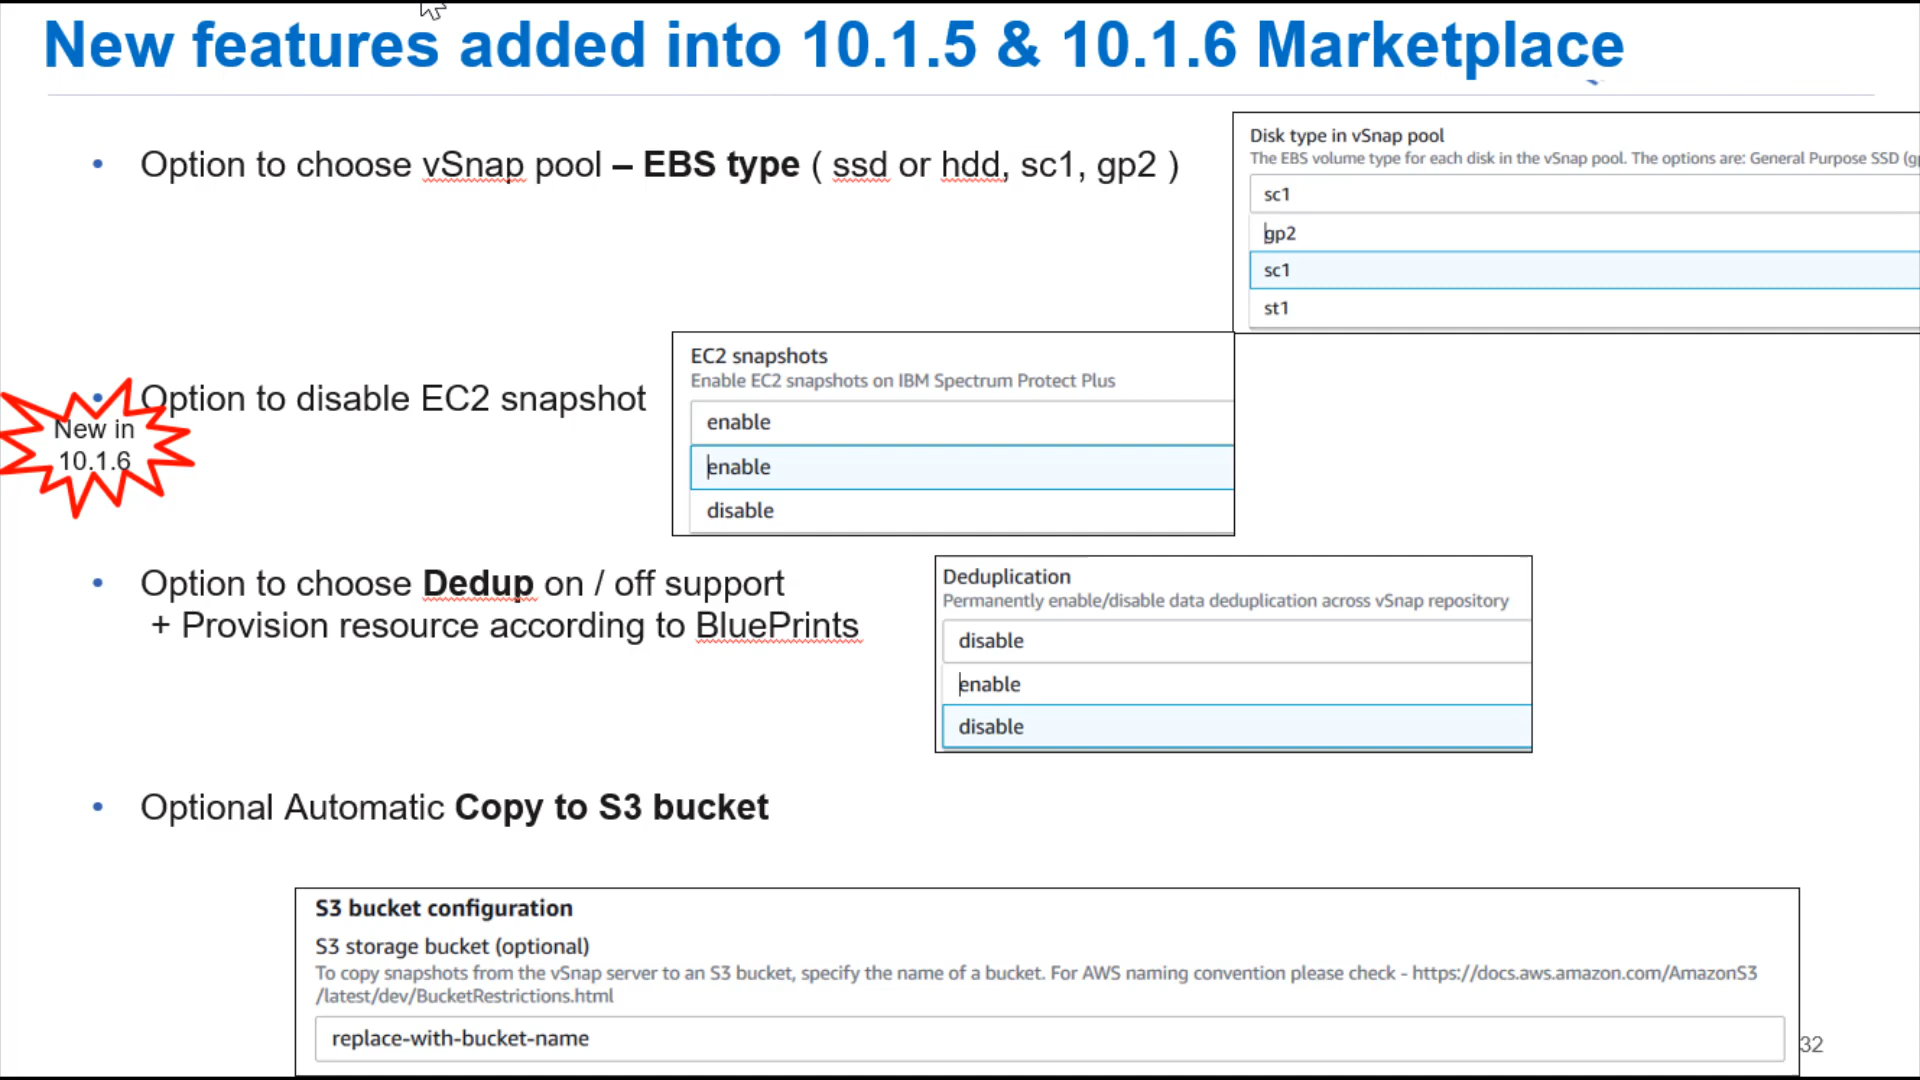 New features added into 10.1.5 & 10.1.6 Marketplace
• Option to choose vSnap pool – EBS type ( ssd or hdd, sc1, gp2 )
Disk type in vSnap pool
The EBS volume type for each disk in the vSnap pool. The options are: General Purpose SSD (gp
sc1
gp2
sc1
st1
• Option to disable EC2 snapshot
New in
10.1.6
EC2 snapshots
Enable EC2 snapshots on IBM Spectrum Protect Plus
enable
enable
disable
• Option to choose Dedup on / off support
+ Provision resource according to BluePrints
Deduplication
Permanently enable/disable data deduplication across vSnap repository
disable
enable
disable
• Optional Automatic Copy to S3 bucket
S3 bucket configuration
S3 storage bucket (optional)
To copy snapshots from the vSnap server to an S3 bucket, specify the name of a bucket. For AWS naming convention please check - https://docs.aws.amazon.com/AmazonS3
/latest/dev/BucketRestrictions.html
replace-with-bucket-name
32